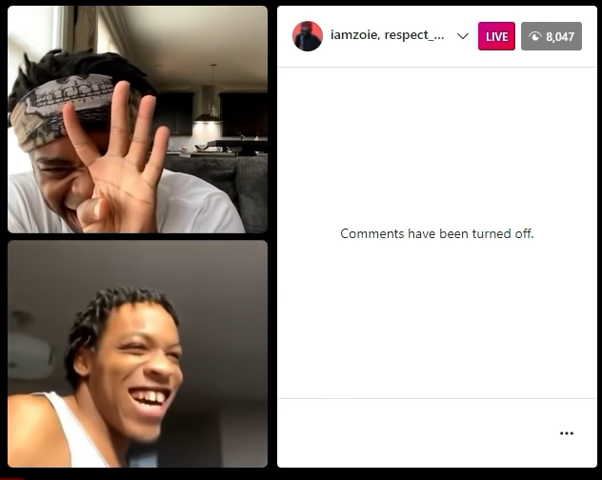 iamzoie, respect_...
LIVE
8,047
Comments have been turned off.